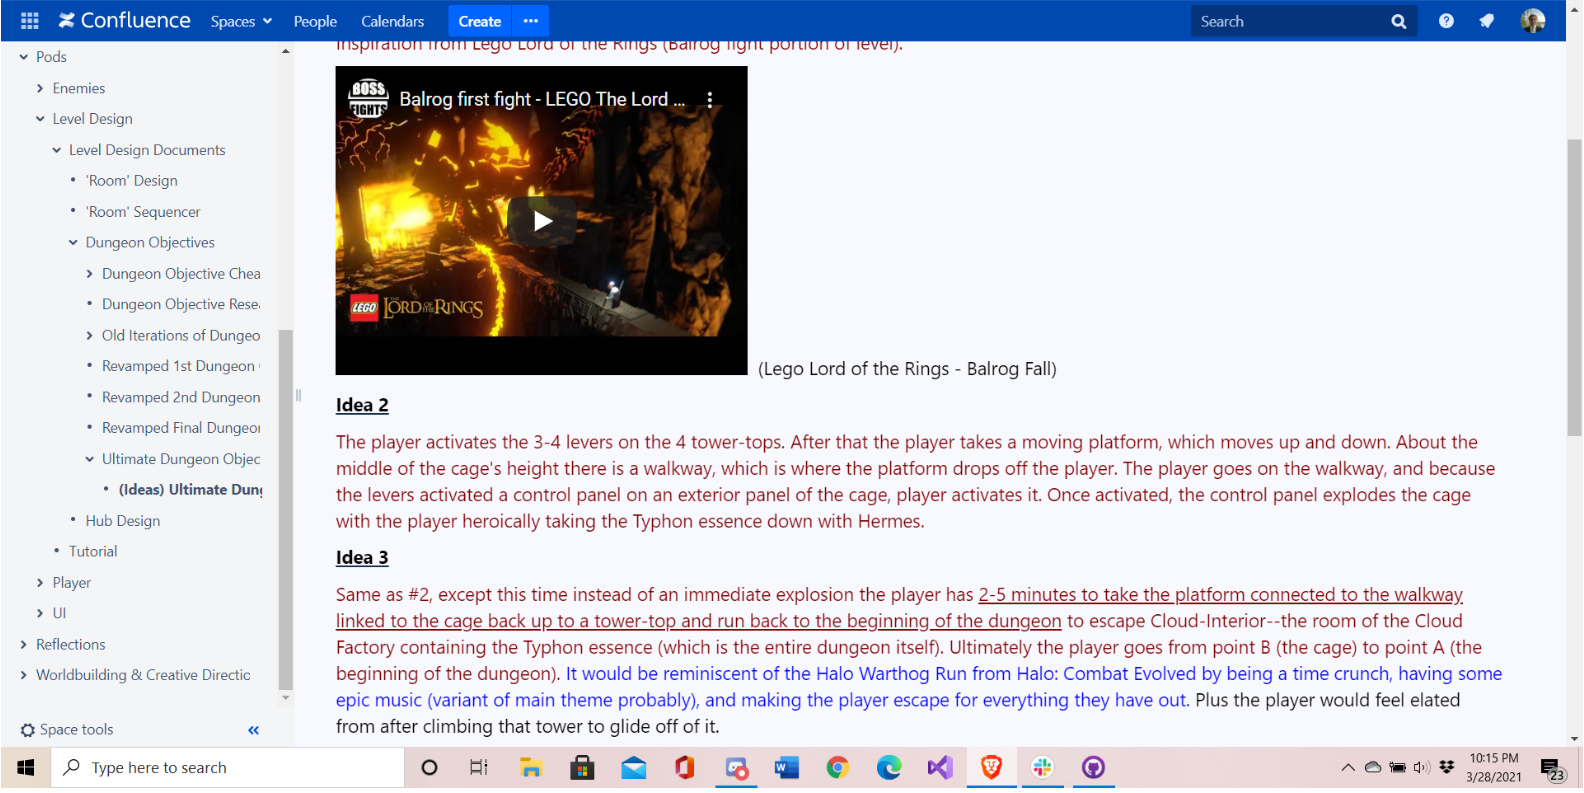 Confluence Spaces People Calendars Create ••• Search
Pods
Enemies
Level Design
Level Design Documents
'Room' Design
'Room' Sequencer
Dungeon Objectives
Dungeon Objective Chea
Dungeon Objective Rese
Old Iterations of Dungeo
Revamped 1st Dungeon
Revamped 2nd Dungeon
Revamped Final Dungeo
Ultimate Dungeon Objec
(Ideas) Ultimate Dung
Hub Design
Tutorial
Player
UI
Reflections
Worldbuilding & Creative Directio
Space tools
Inspiration from Lego Lord of the Rings (Balrog fight portion of level).
BOSS
FIGHTS
Balrog first fight - LEGO The Lord ...
LEGO THE LORD OF THE RINGS
(Lego Lord of the Rings - Balrog Fall)
Idea 2
The player activates the 3-4 levers on the 4 tower-tops. After that the player takes a moving platform, which moves up and down. About the
middle of the cage's height there is a walkway, which is where the platform drops off the player. The player goes on the walkway, and because
the levers activated a control panel on an exterior panel of the cage, player activates it. Once activated, the control panel explodes the cage
with the player heroically taking the Typhon essence down with Hermes.
Idea 3
Same as #2, except this time instead of an immediate explosion the player has 2-5 minutes to take the platform connected to the walkway
linked to the cage back up to a tower-top and run back to the beginning of the dungeon to escape Cloud-Interior--the room of the Cloud
Factory containing the Typhon essence (which is the entire dungeon itself). Ultimately the player goes from point B (the cage) to point A (the
beginning of the dungeon). It would be reminiscent of the Halo Warthog Run from Halo: Combat Evolved by being a time crunch, having some
epic music (variant of main theme probably), and making the player escape for everything they have out. Plus the player would feel elated
from after climbing that tower to glide off of it.
Type here to search
10:15 PM
3/28/2021
23